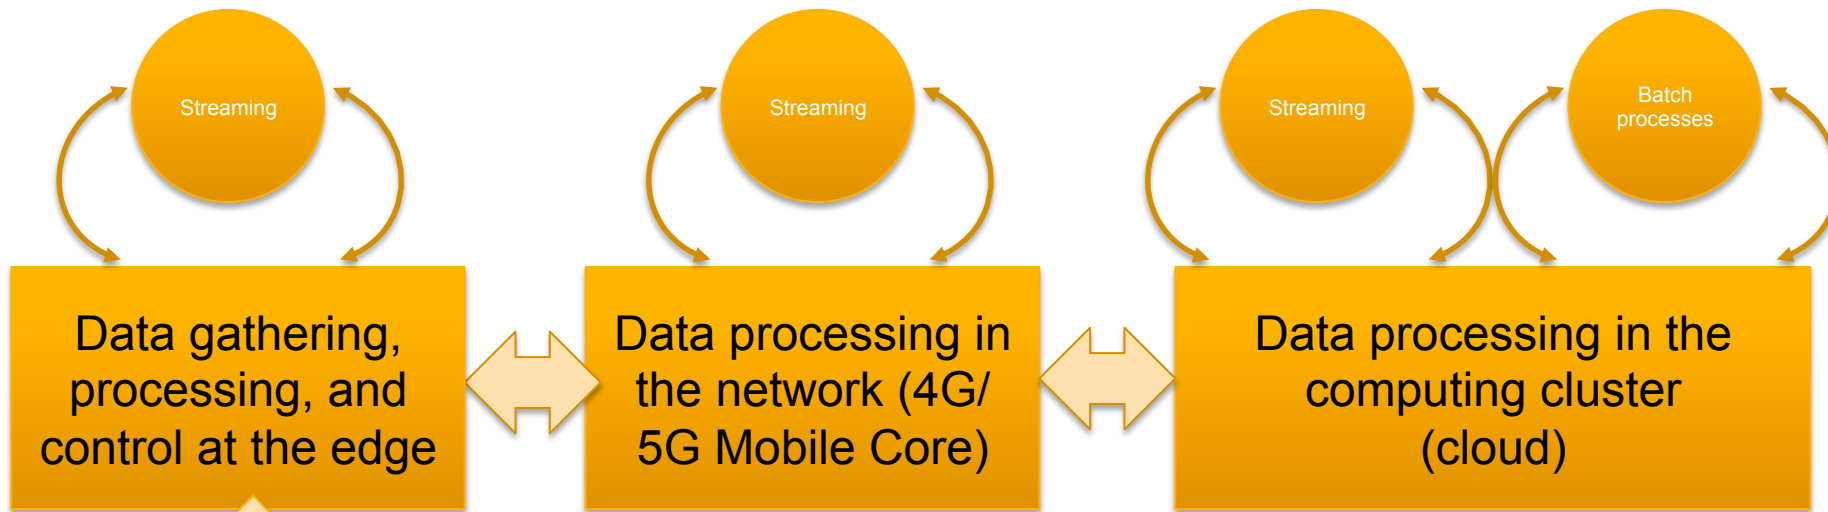 Streaming
Streaming
Streaming
Batch
processes
Data gathering,
processing, and
control at the edge
Data processing in
the network (4G/
5G Mobile Core)
Data processing in the
computing cluster
(cloud)